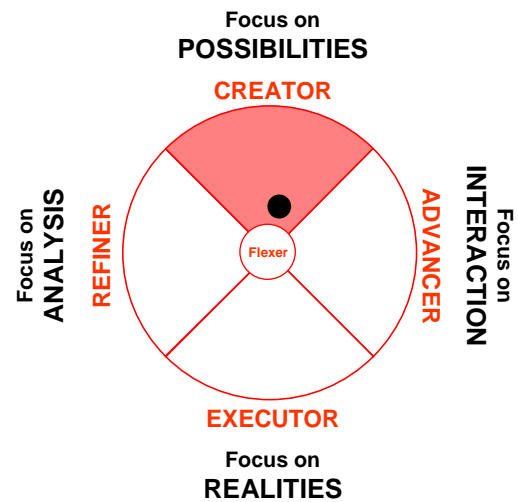 Focus on
POSSIBILITIES
CREATOR
Focus on
ANALYSIS
REFINER
Flexer
ADVANCER
INTERACTION
Focus on
EXECUTOR
Focus on
REALITIES